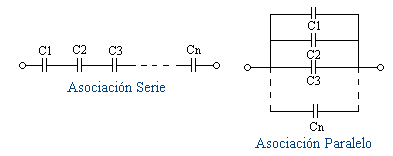 C1 C2 C3 Cn
Asociación Serie
C1
C2
C3
Cn
Asociación Paralelo